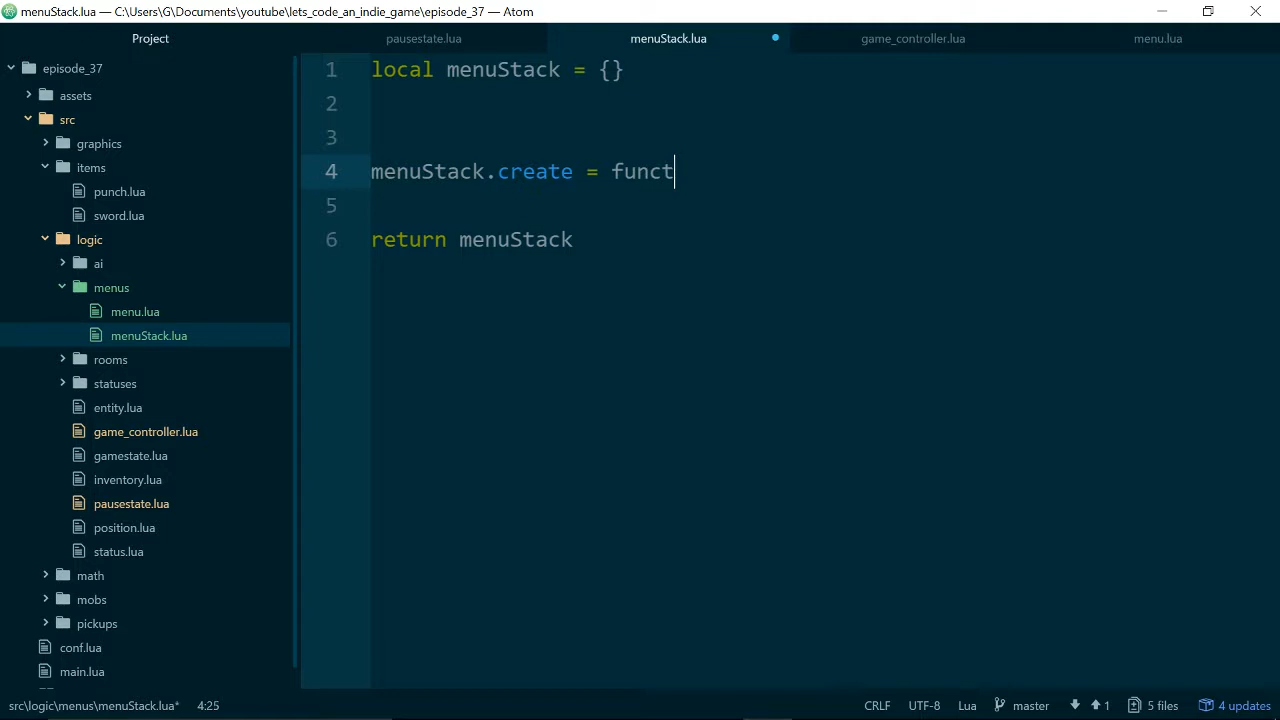 menuStack.lua — C:\Users\G\Documents\youtube\lets_code_an_indie_game\episode_37 — Atom
Project
pausestate.lua
menuStack.lua
game_controller.lua
menu.lua
episode_37
assets
src
graphics
items
punch.lua
sword.lua
logic
ai
menus
menu.lua
menuStack.lua
rooms
statuses
entity.lua
game_controller.lua
gamestate.lua
inventory.lua
pausestate.lua
position.lua
status.lua
math
mobs
pickups
conf.lua
main.lua
1 local menuStack = {}
2
3
4 menuStack.create = funct
5
6 return menuStack
src\logic\menus\menuStack.lua* 4:25 CRLF UTF-8 Lua master 1 5 files 4 updates